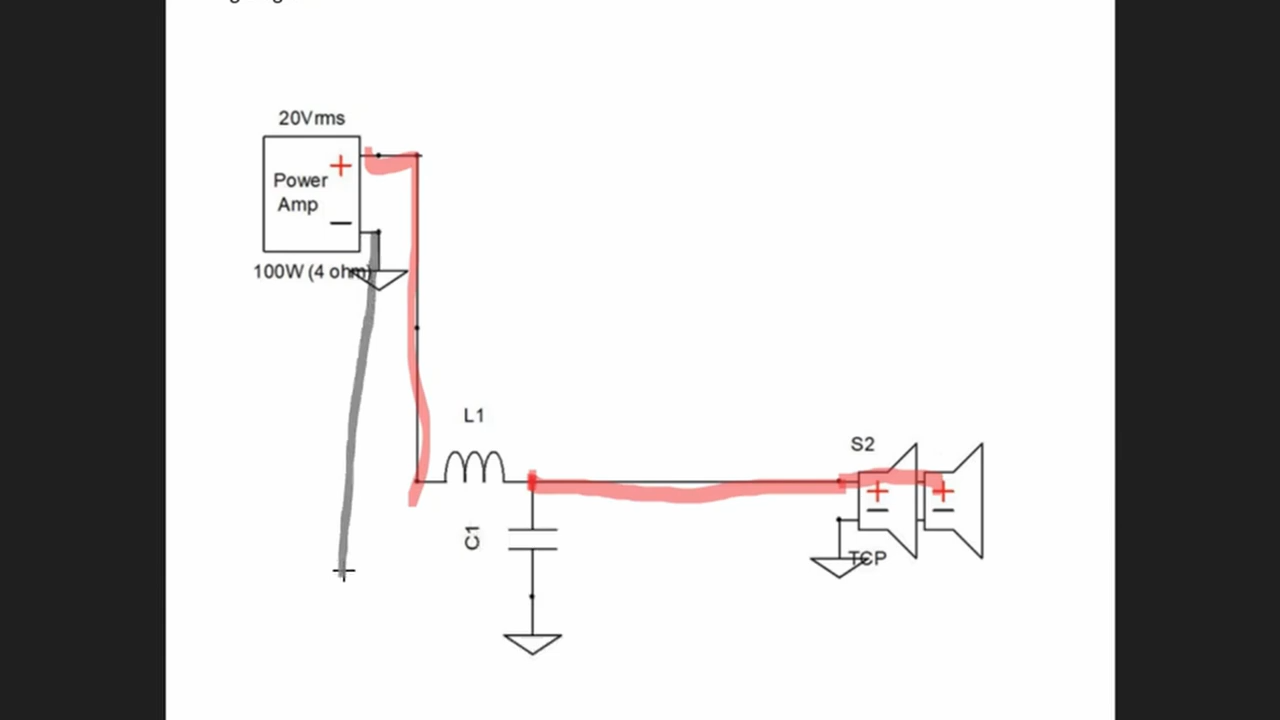 20Vrms
+
Power
Amp
−
100W (4 ohm)
L1
C1
S2
+ +
− −
TCP